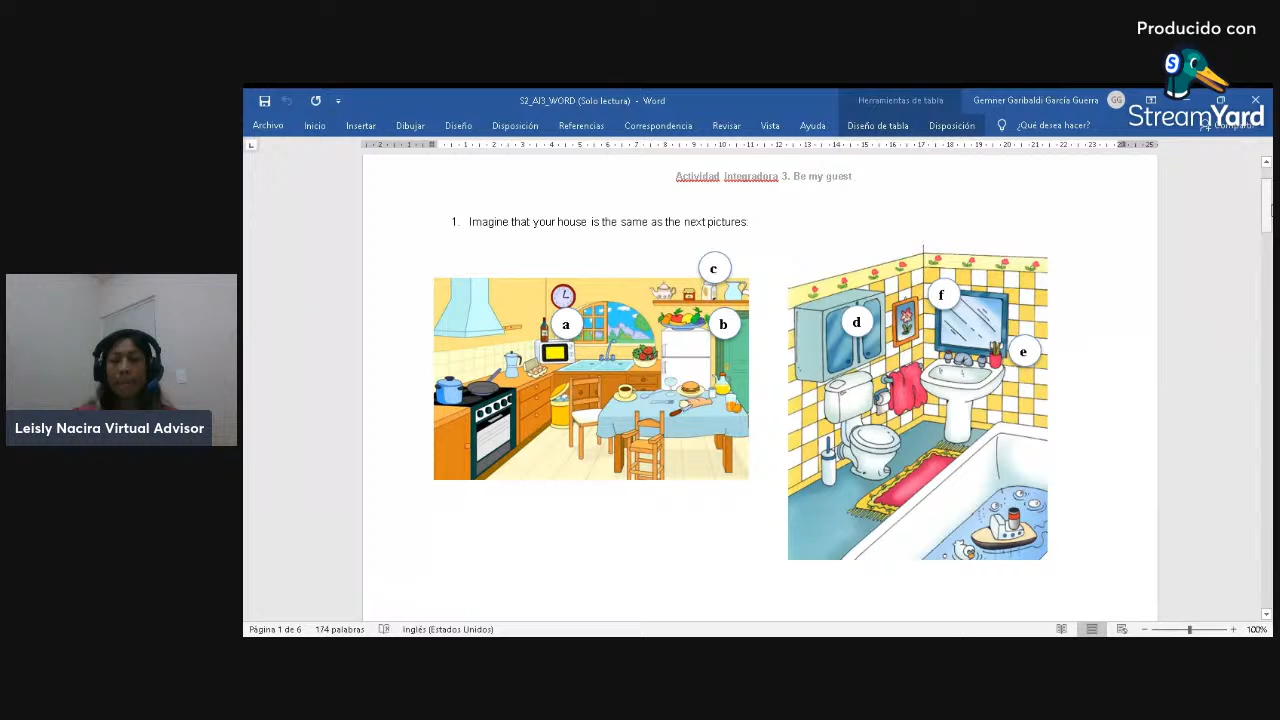 Producido con
StreamYard
S2_AI3_WORD (Solo lectura) - Word
Herramientas de tabla
Gemner Garibaldi García Guerra
GG
Archivo
Inicio
Insertar
Dibujar
Diseño
Disposición
Referencias
Correspondencia
Revisar
Vista
Ayuda
Diseño de tabla
Disposición
¿Qué desea hacer?
Actividad integradora 3. Be my guest
1. Imagine that your house is the same as the next pictures:
c
a
b
f
d
e
Leisly Nacira Virtual Advisor
Página 1 de 6
174 palabras
Inglés (Estados Unidos)
100%